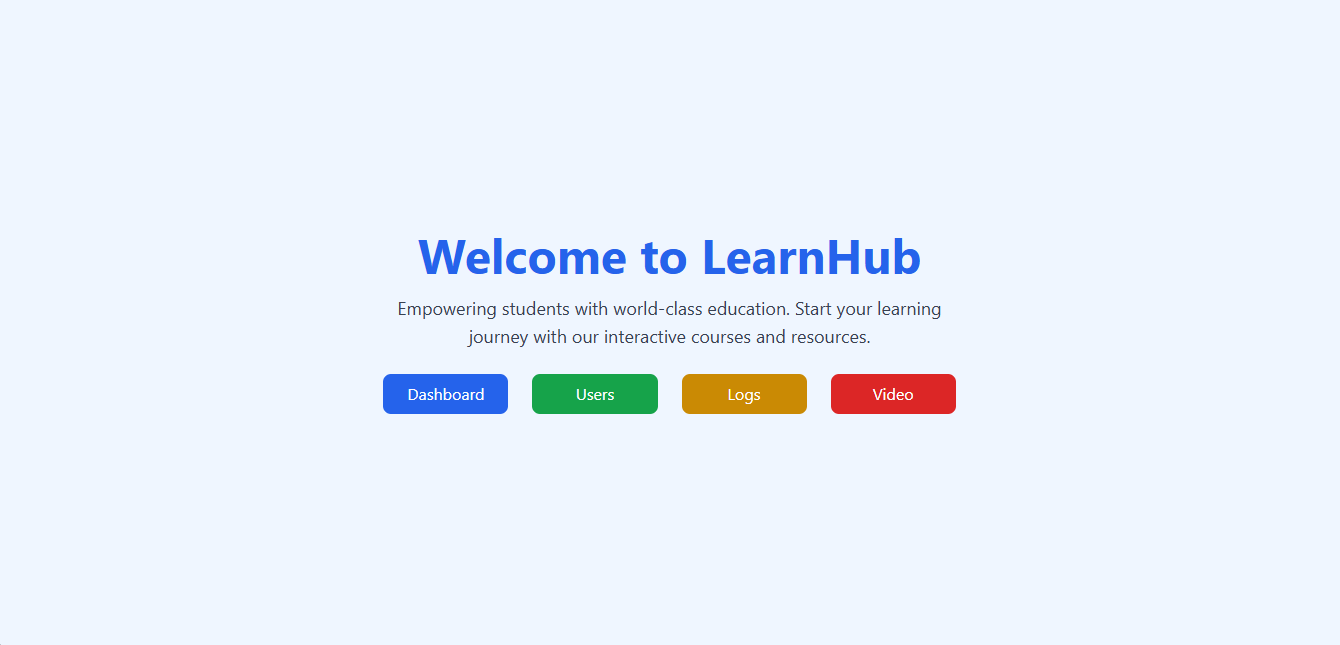 Welcome to LearnHub
Empowering students with world-class education. Start your learning
journey with our interactive courses and resources.
Dashboard
Users
Logs
Video